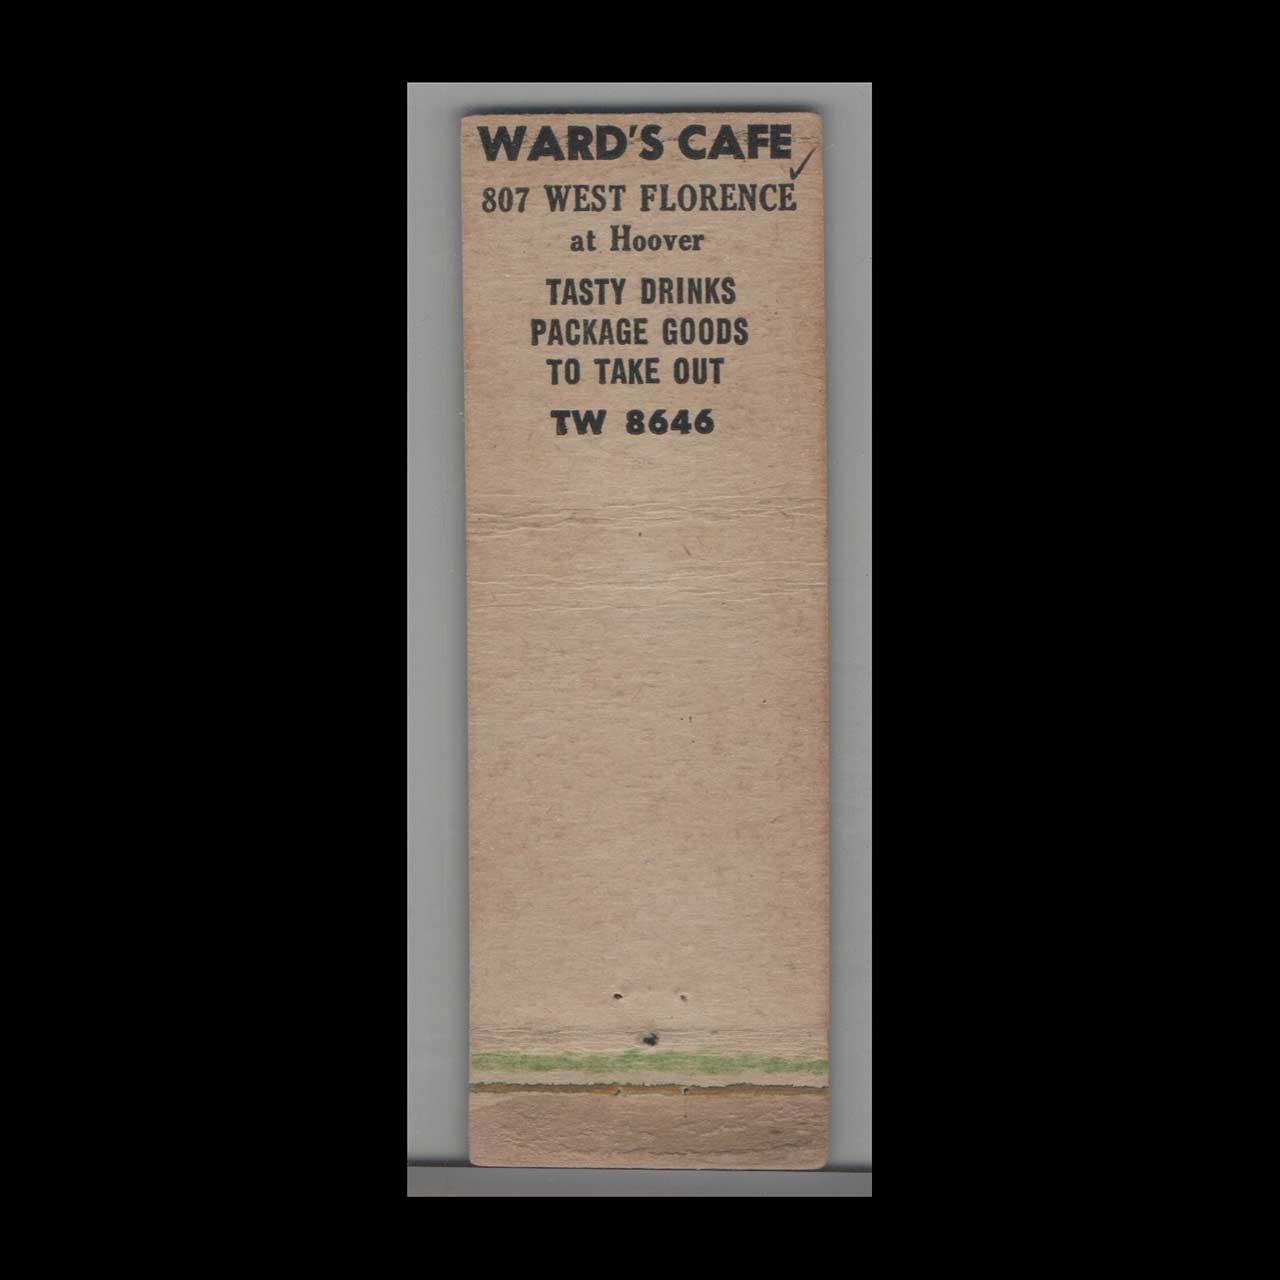 WARD'S CAFE
807 WEST FLORENCE
at Hoover
TASTY DRINKS
PACKAGE GOODS
TO TAKE OUT
TW 8646